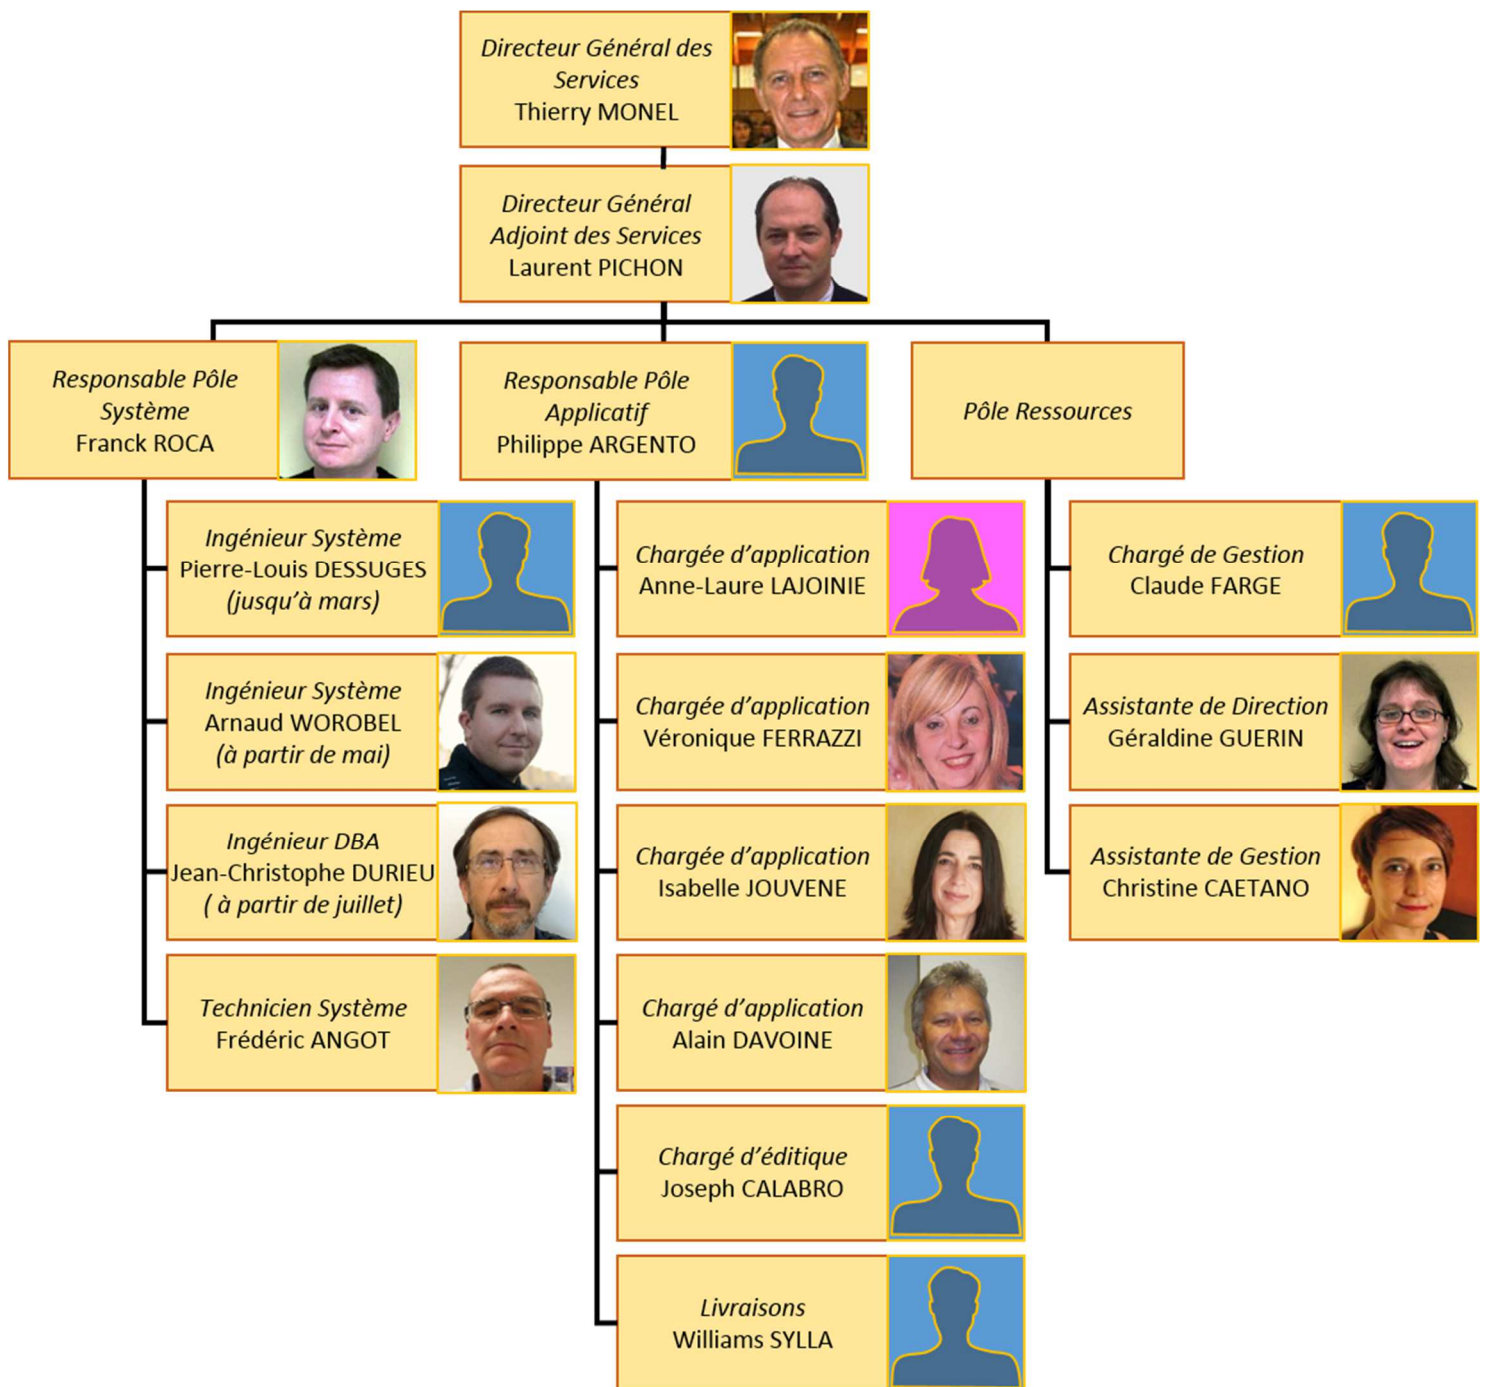 Directeur Général des
Services
Thierry MONEL
Directeur Général
Adjoint des Services
Laurent PICHON
Responsable Pôle
Système
Franck ROCA
Responsable Pôle
Applicatif
Philippe ARGENTO
Pôle Ressources
Ingénieur Système
Pierre-Louis DESSUGES
(jusqu’à mars)
Ingénieur Système
Arnaud WOROBEL
(à partir de mai)
Ingénieur DBA
Jean-Christophe DURIEU
( à partir de juillet)
Technicien Système
Frédéric ANGOT
Chargée d’application
Anne-Laure LAJOINIE
Chargée d’application
Véronique FERRAZZI
Chargée d’application
Isabelle JOUVENE
Chargé d’application
Alain DAVOINE
Chargé d’éditique
Joseph CALABRO
Livraisons
Williams SYLLA
Chargé de Gestion
Claude FARGE
Assistante de Direction
Géraldine GUERIN
Assistante de Gestion
Christine CAETANO